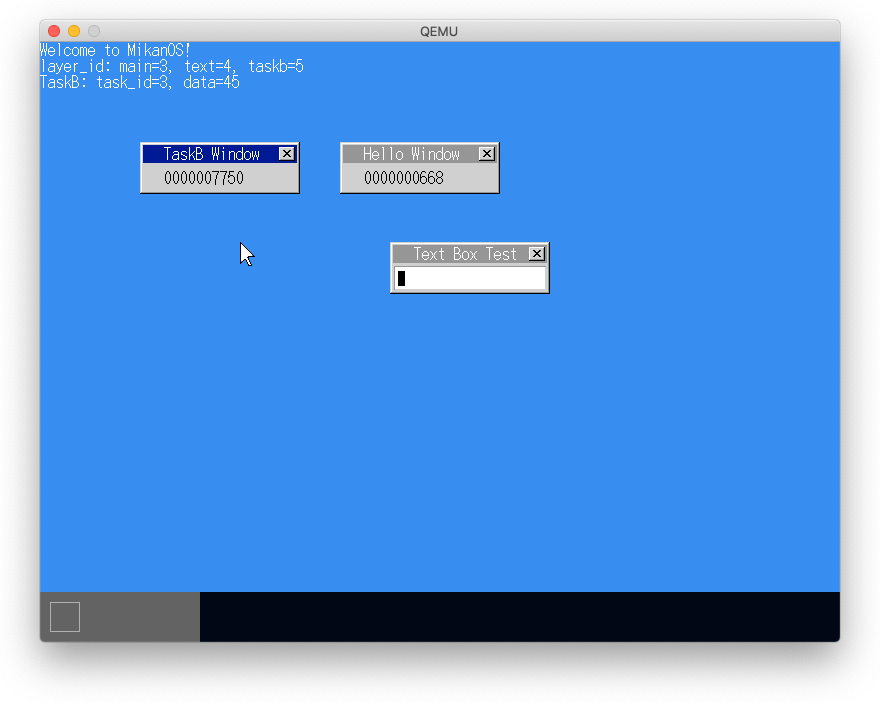 QEMU
Welcome to MikanOS!
layer_id: main=3, text=4, taskb=5
TaskB: task_id=3, data=45
TaskB Window
0000007750
Hello Window
0000000668
Text Box Test